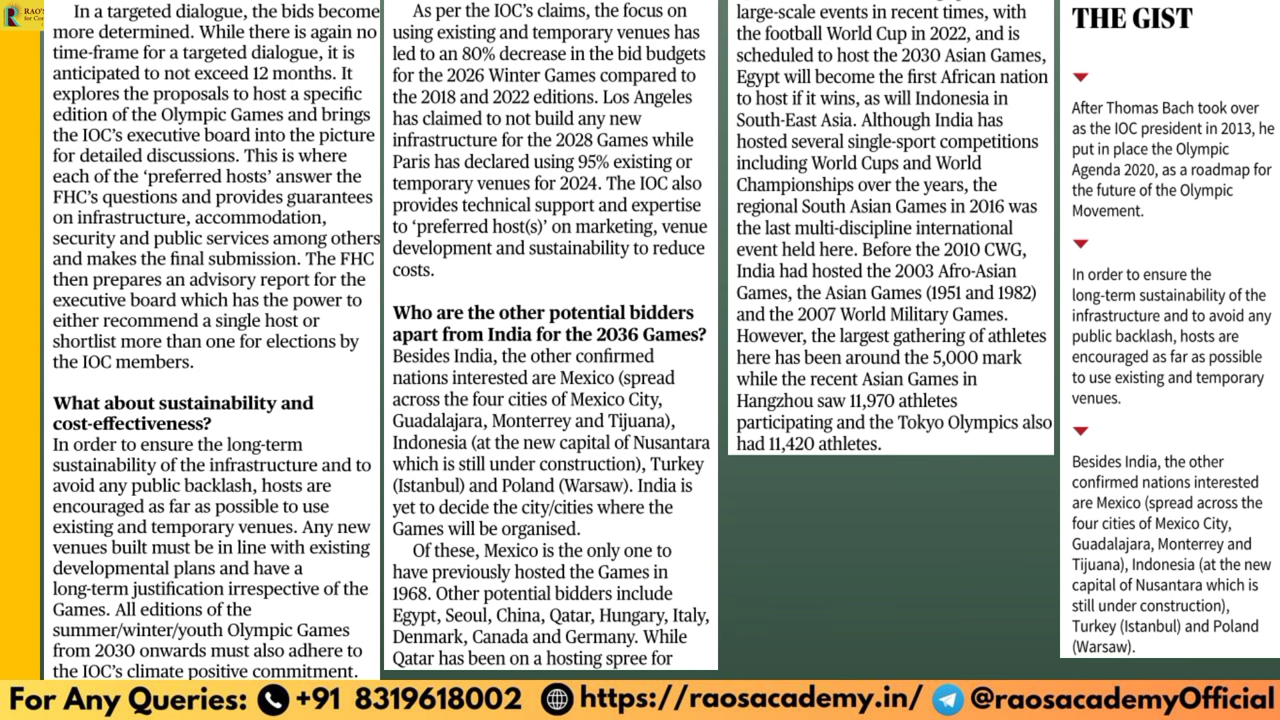 RAO'S
In a targeted dialogue, the bids become
more determined. While there is again no
time-frame for a targeted dialogue, it is
anticipated to not exceed 12 months. It
explores the proposals to host a specific
edition of the Olympic Games and brings
the IOC's executive board into the picture
for detailed discussions. This is where
each of the 'preferred hosts' answer the
FHC's questions and provides guarantees
on infrastructure, accommodation,
security and public services among others
and makes the final submission. The FHC
then prepares an advisory report for the
executive board which has the power to
either recommend a single host or
shortlist more than one for elections by
the IOC members.
What about sustainability and
cost-effectiveness?
In order to ensure the long-term
sustainability of the infrastructure and to
avoid any public backlash, hosts are
encouraged as far as possible to use
existing and temporary venues. Any new
venues built must be in line with existing
developmental plans and have a
long-term justification irrespective of the
Games. All editions of the
summer/winter/youth Olympic Games
from 2030 onwards must also adhere to
the IOC's climate positive commitment.
As per the IOC's claims, the focus on
using existing and temporary venues has
led to an 80% decrease in the bid budgets
for the 2026 Winter Games compared to
the 2018 and 2022 editions. Los Angeles
has claimed to not build any new
infrastructure for the 2028 Games while
Paris has declared using 95% existing or
temporary venues for 2024. The IOC also
provides technical support and expertise
to 'preferred host(s)' on marketing, venue
development and sustainability to reduce
costs.
Who are the other potential bidders
apart from India for the 2036 Games?
Besides India, the other confirmed
nations interested are Mexico (spread
across the four cities of Mexico City,
Guadalajara, Monterrey and Tijuana),
Indonesia (at the new capital of Nusantara
which is still under construction), Turkey
(Istanbul) and Poland (Warsaw). India is
yet to decide the city/cities where the
Games will be organised.
Of these, Mexico is the only one to
have previously hosted the Games in
1968. Other potential bidders include
Egypt, Seoul, China, Qatar, Hungary, Italy,
Denmark, Canada and Germany. While
Qatar has been on a hosting spree for
large-scale events in recent times, with
the football World Cup in 2022, and is
scheduled to host the 2030 Asian Games,
Egypt will become the first African nation
to host if it wins, as will Indonesia in
South-East Asia. Although India has
hosted several single-sport competitions
including World Cups and World
Championships over the years, the
regional South Asian Games in 2016 was
the last multi-discipline international
event held here. Before the 2010 CWG,
India had hosted the 2003 Afro-Asian
Games, the Asian Games (1951 and 1982)
and the 2007 World Military Games.
However, the largest gathering of athletes
here has been around the 5,000 mark
while the recent Asian Games in
Hangzhou saw 11,970 athletes
participating and the Tokyo Olympics also
had 11,420 athletes.
THE GIST
After Thomas Bach took over
as the IOC president in 2013, he
put in place the Olympic
Agenda 2020, as a roadmap for
the future of the Olympic
Movement.
In order to ensure the
long-term sustainability of the
infrastructure and to avoid any
public backlash, hosts are
encouraged as far as possible
to use existing and temporary
venues.
Besides India, the other
confirmed nations interested
are Mexico (spread across the
four cities of Mexico City,
Guadalajara, Monterrey and
Tijuana), Indonesia (at the new
capital of Nusantara which is
still under construction),
Turkey (Istanbul) and Poland
(Warsaw).
For Any Queries: +91 8319618002 https://raosacademy.in/ @raosacademyOfficial